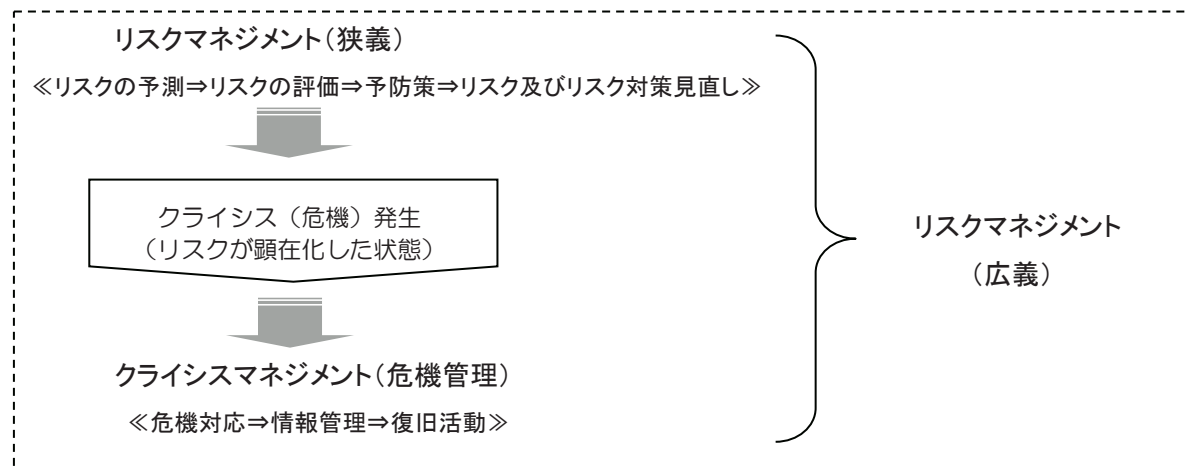 リスクマネジメント（狭義）
≪リスクの予測⇒リスクの評価⇒予防策⇒リスク及びリスク対策見直し≫
クライシス（危機）発生
（リスクが顕在化した状態）
リスクマネジメント
（広義）
クライシスマネジメント（危機管理）
≪危機対応⇒情報管理⇒復旧活動≫